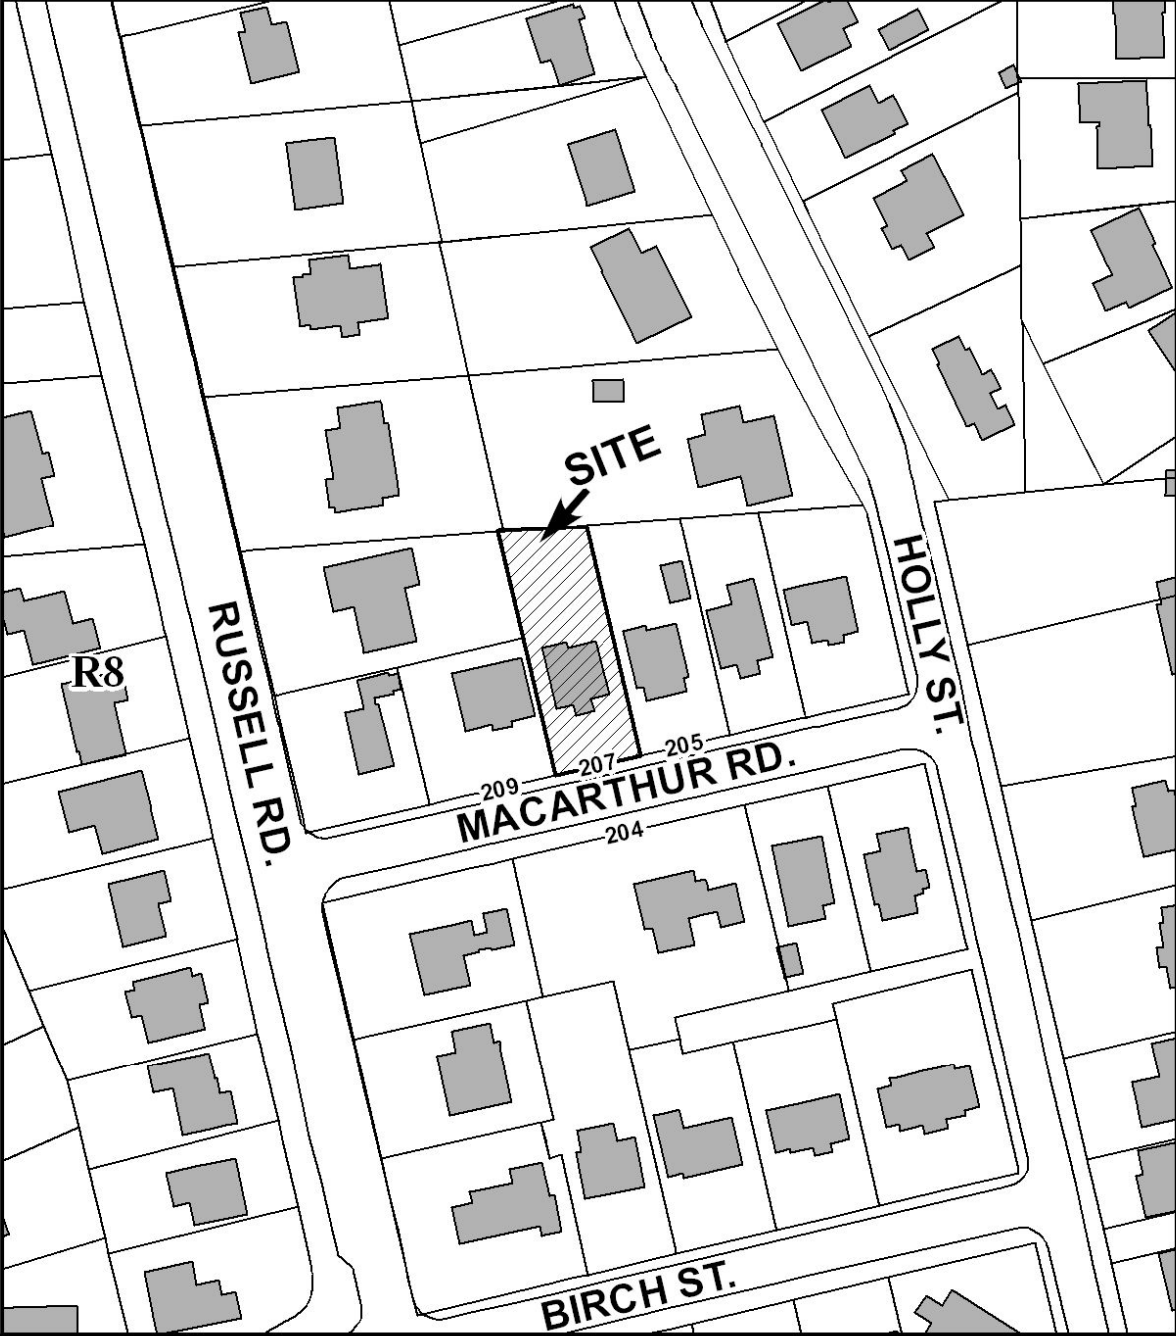 SITE
HOLLY ST.
RUSSELL RD.
R8
205
207
209
MACARTHUR RD.
204
BIRCH ST.